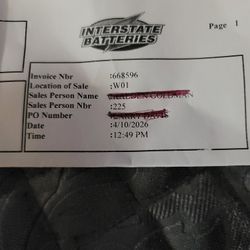 INTERSTATE
BATTERIES
Page 1
Invoice Nbr :668596
Location of Sale :W01
Sales Person Name
Sales Person Nbr :225
PO Number
Date :4/10/2026
Time :12:49 PM